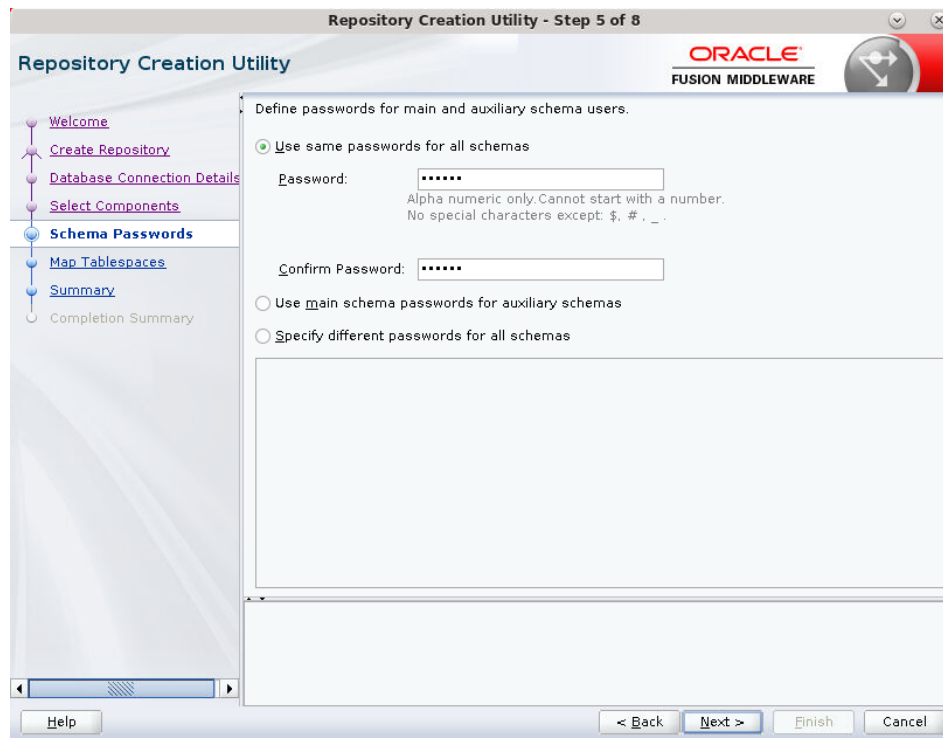 Repository Creation Utility - Step 5 of 8
Repository Creation Utility
ORACLE
FUSION MIDDLEWARE
Welcome
Create Repository
Database Connection Details
Select Components
Schema Passwords
Map Tablespaces
Summary
Completion Summary
Define passwords for main and auxiliary schema users.
Use same passwords for all schemas
Password: ••••••
Alpha numeric only.Cannot start with a number.
No special characters except: $, # , _ .
Confirm Password: ••••••
Use main schema passwords for auxiliary schemas
Specify different passwords for all schemas
Help
< Back
Next >
Finish
Cancel